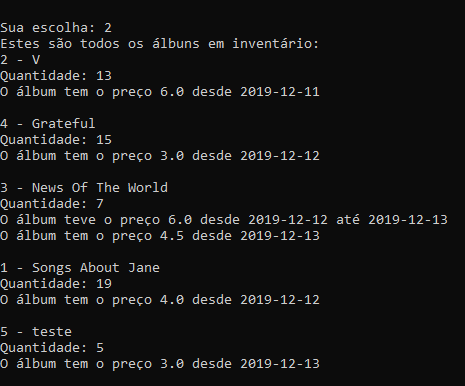 Sua escolha: 2
Estes são todos os álbuns em inventário:
2 - V
Quantidade: 13
O álbum tem o preço 6.0 desde 2019-12-11
4 - Grateful
Quantidade: 15
O álbum tem o preço 3.0 desde 2019-12-12
3 - News Of The World
Quantidade: 7
O álbum teve o preço 6.0 desde 2019-12-12 até 2019-12-13
O álbum tem o preço 4.5 desde 2019-12-13
1 - Songs About Jane
Quantidade: 19
O álbum tem o preço 4.0 desde 2019-12-12
5 - teste
Quantidade: 5
O álbum tem o preço 3.0 desde 2019-12-13